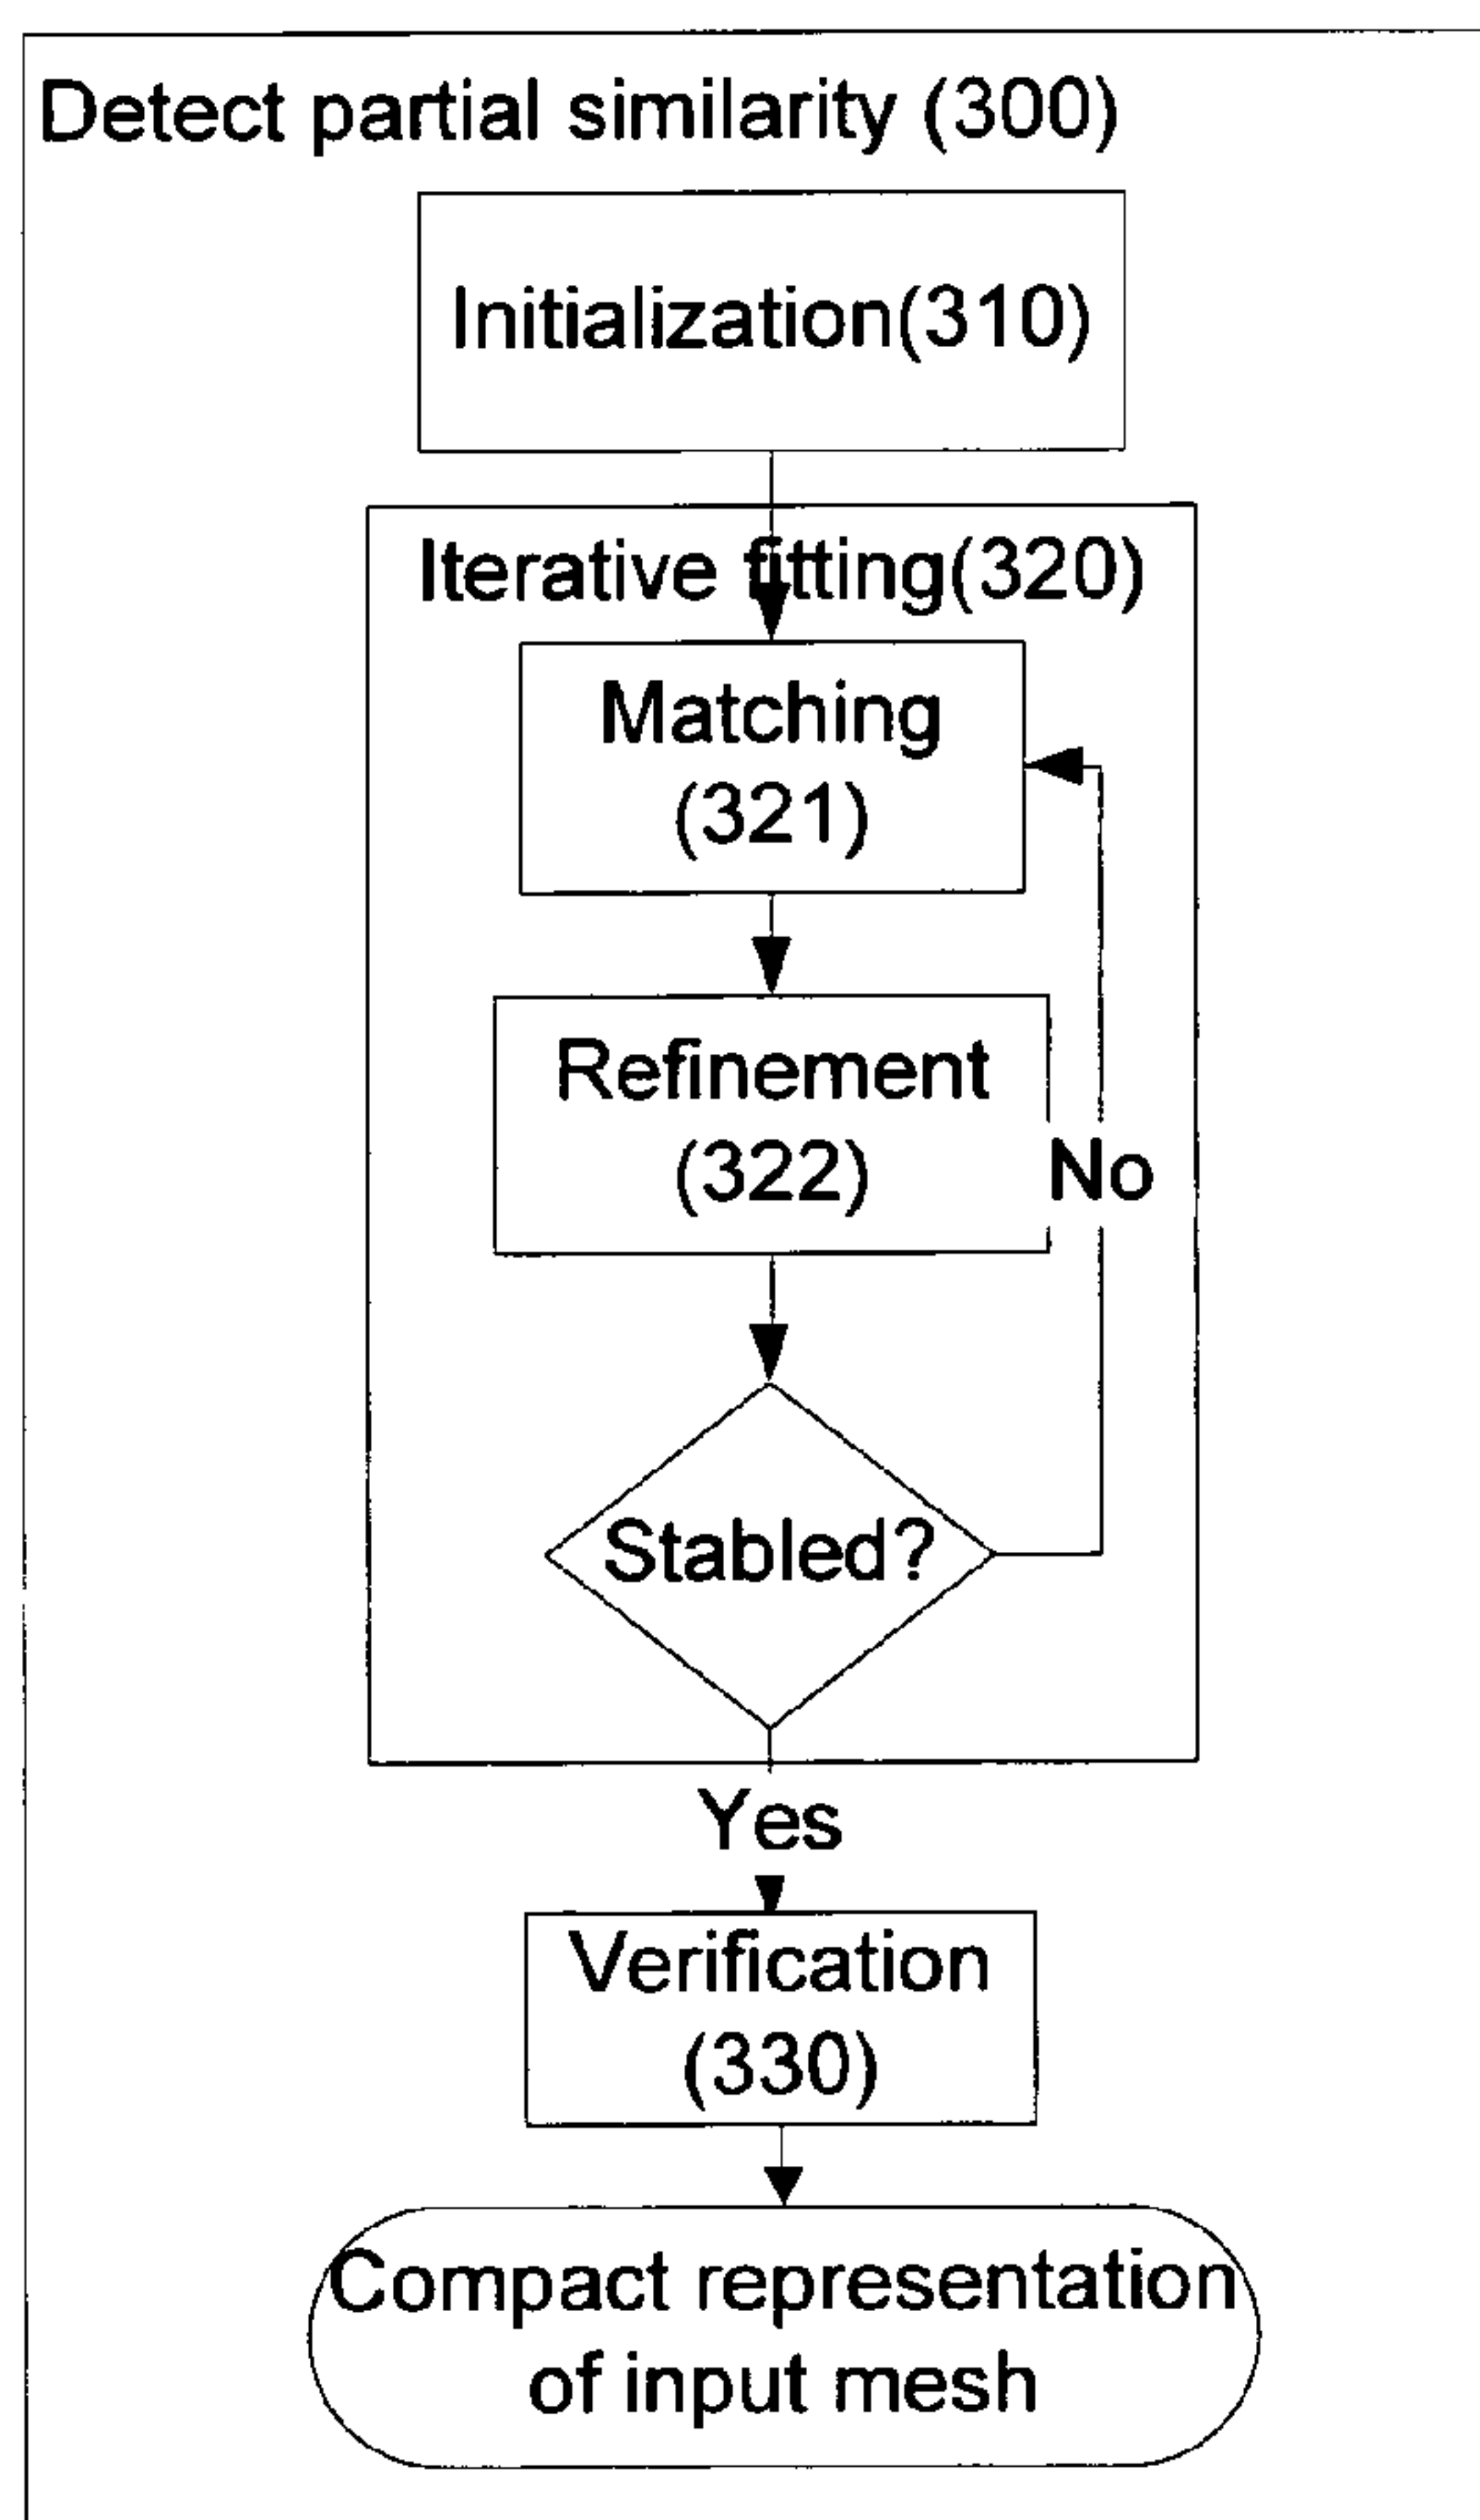 Detect partial similarity (300)
Initialization(310)
Iterative fitting(320)
Matching
(321)
Refinement
(322)
No
Stabled?
Yes
Verification
(330)
Compact representation
of input mesh